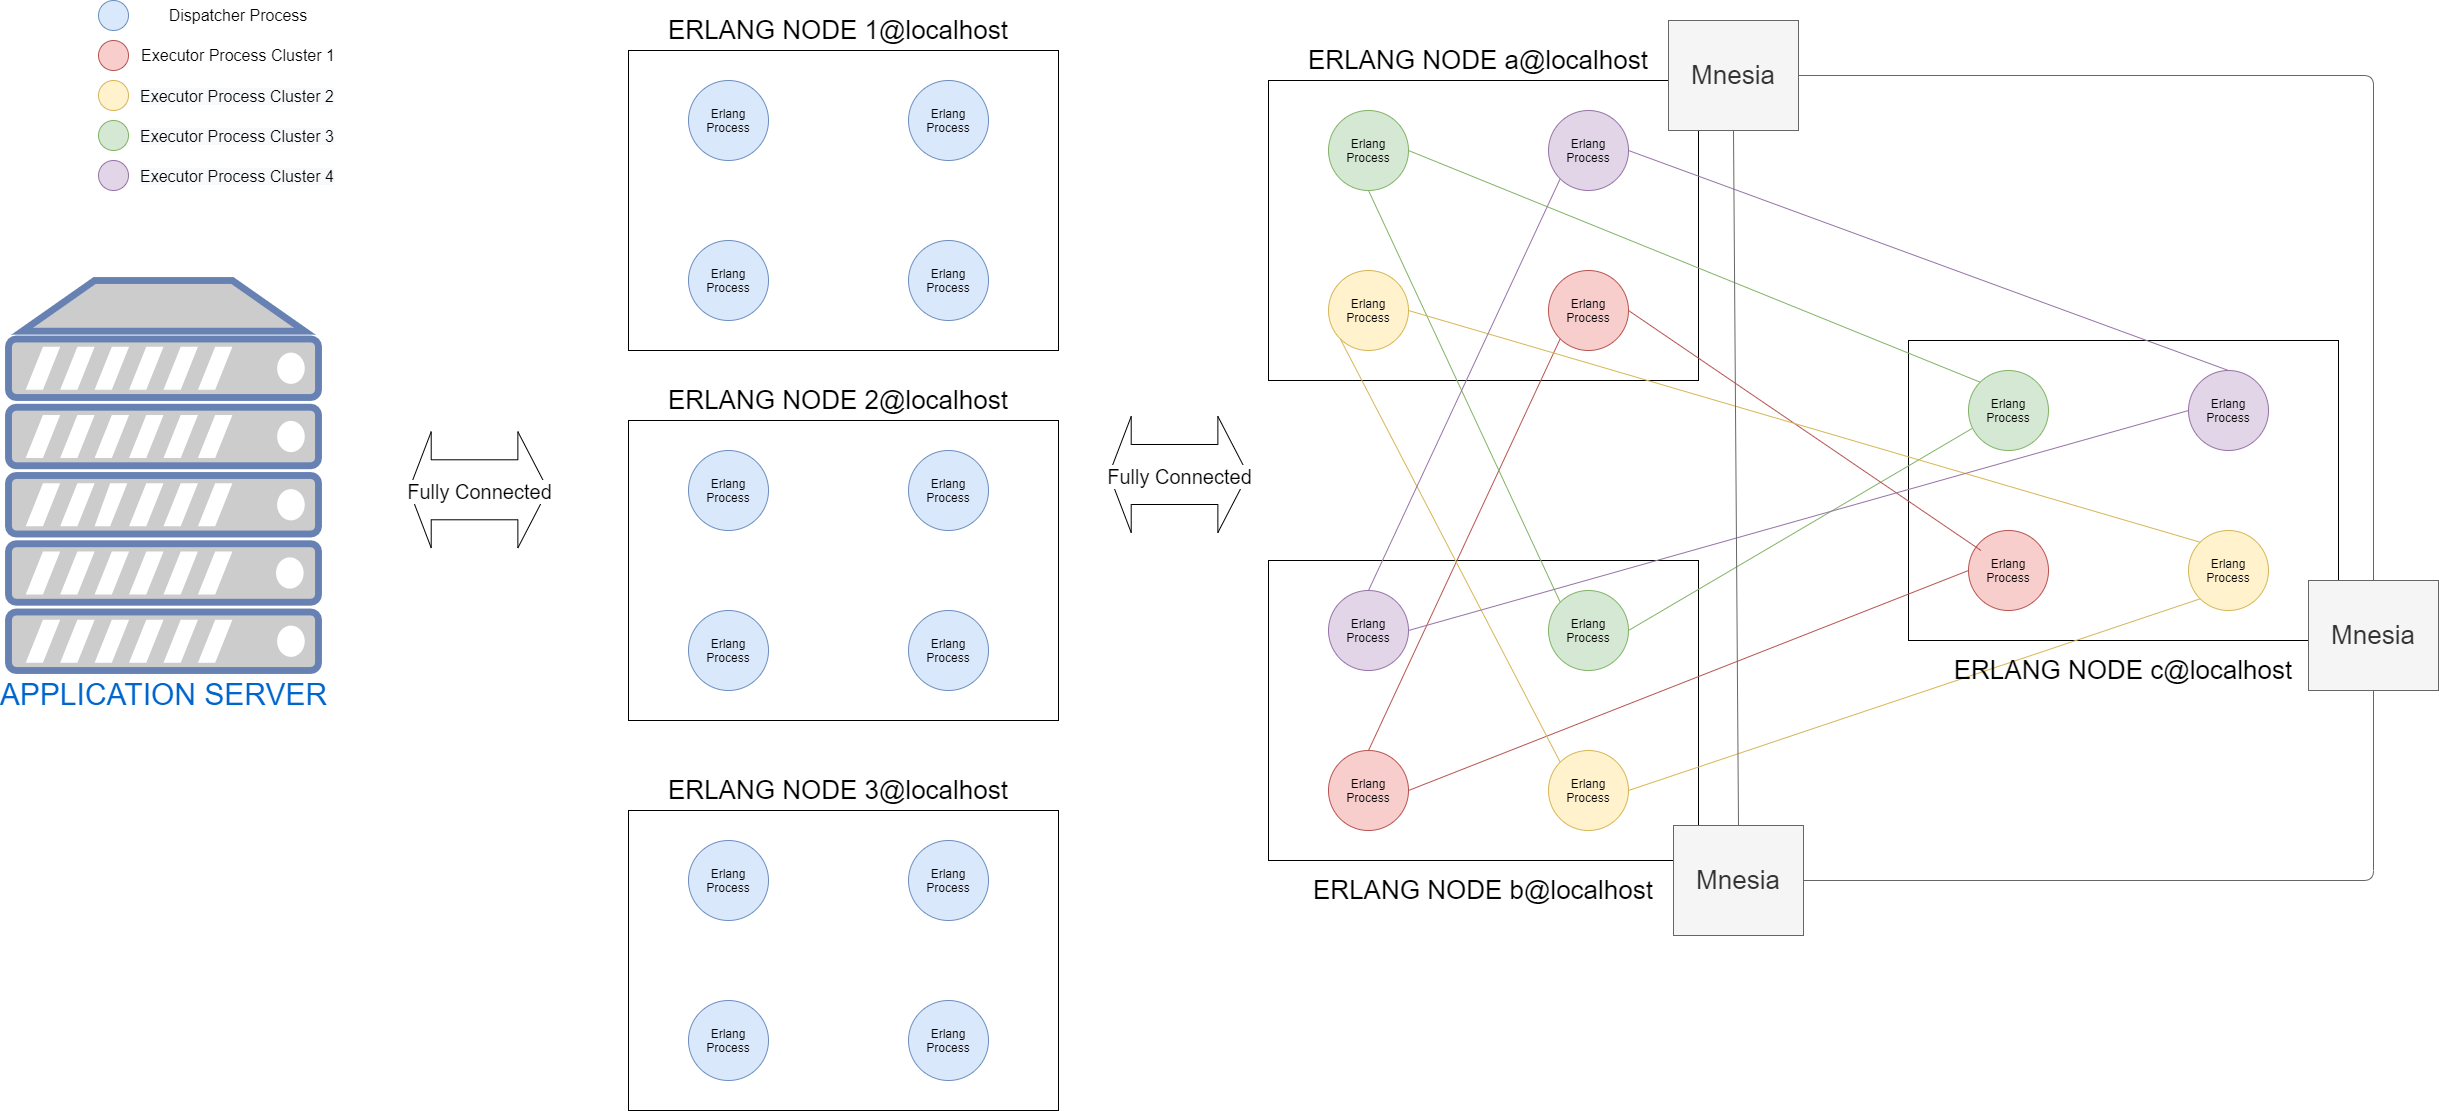 Dispatcher Process
Executor Process Cluster 1
Executor Process Cluster 2
Executor Process Cluster 3
Executor Process Cluster 4
APPLICATION SERVER
Fully Connected
ERLANG NODE 1@localhost
Erlang
Process
Erlang
Process
Erlang
Process
Erlang
Process
ERLANG NODE 2@localhost
Erlang
Process
Erlang
Process
Erlang
Process
Erlang
Process
ERLANG NODE 3@localhost
Erlang
Process
Erlang
Process
Erlang
Process
Erlang
Process
Fully Connected
ERLANG NODE a@localhost
Mnesia
Erlang
Process
Erlang
Process
Erlang
Process
Erlang
Process
Erlang
Process
Erlang
Process
Erlang
Process
Erlang
Process
ERLANG NODE b@localhost
Mnesia
Erlang
Process
Erlang
Process
Erlang
Process
Erlang
Process
ERLANG NODE c@localhost
Mnesia